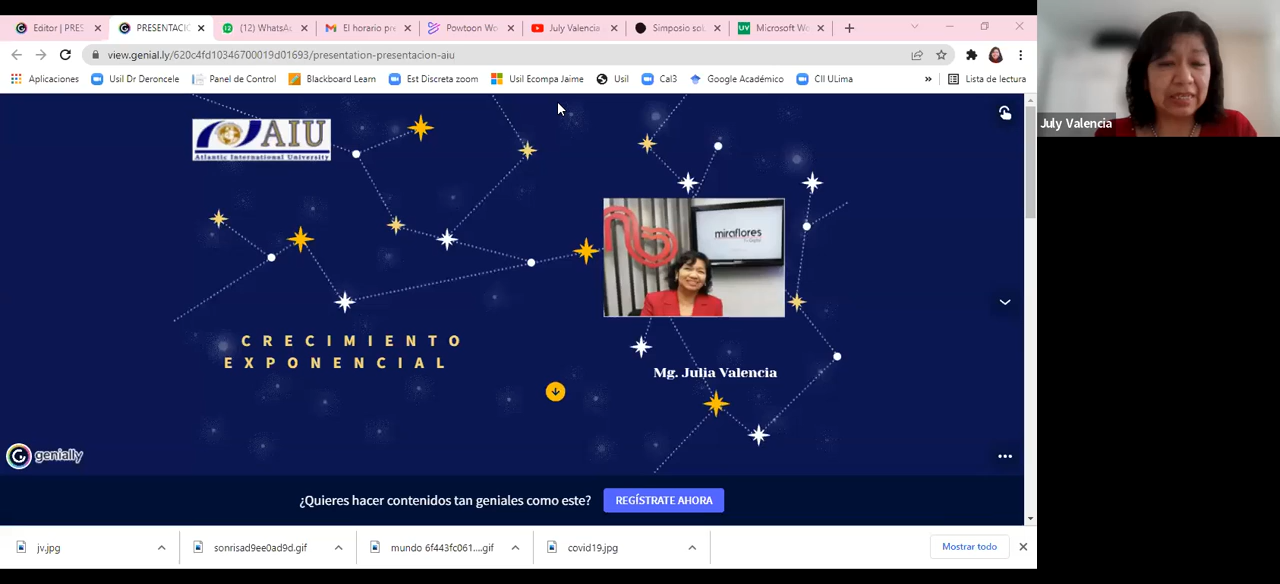 Editor | PRES
PRESENTACIÓ
(12) WhatsA
El horario pr
Powtoon Wo
July Valencia
Simposio sol
Microsoft W
view.genial.ly/620c4fd10346700019d01693/presentation-presentacion-aiu
Aplicaciones
Usil Dr Deroncele
Panel de Control
Blackboard Learn
Est Discreta zoom
Usil Ecompa Jaime
Usil
Cal3
Google Académico
CII ULima
»
Lista de lectura
July Valencia
AIU
Atlantic International University
miraflores
CRECIMIENTO
EXPONENCIAL
Mg. Julia Valencia
genially
¿Quieres hacer contenidos tan geniales como este?
REGÍSTRATE AHORA
jv.jpg
sonrisad9ee0ad9d.gif
mundo 6f443fc061....gif
covid19.jpg
Mostrar todo